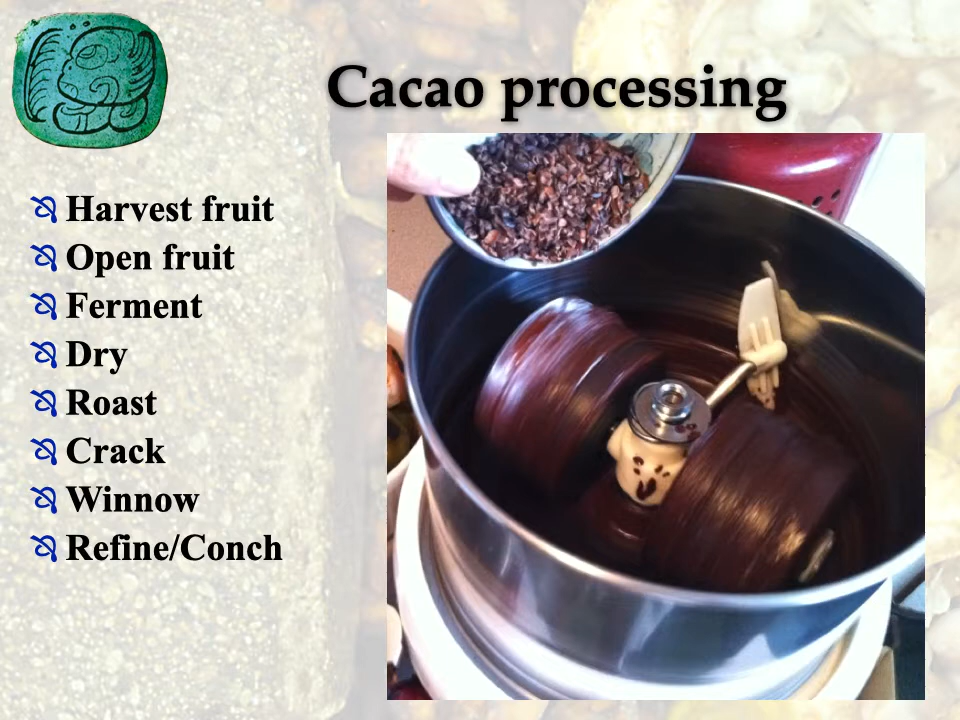 Cacao processing
Harvest fruit
Open fruit
Ferment
Dry
Roast
Crack
Winnow
Refine/Conch